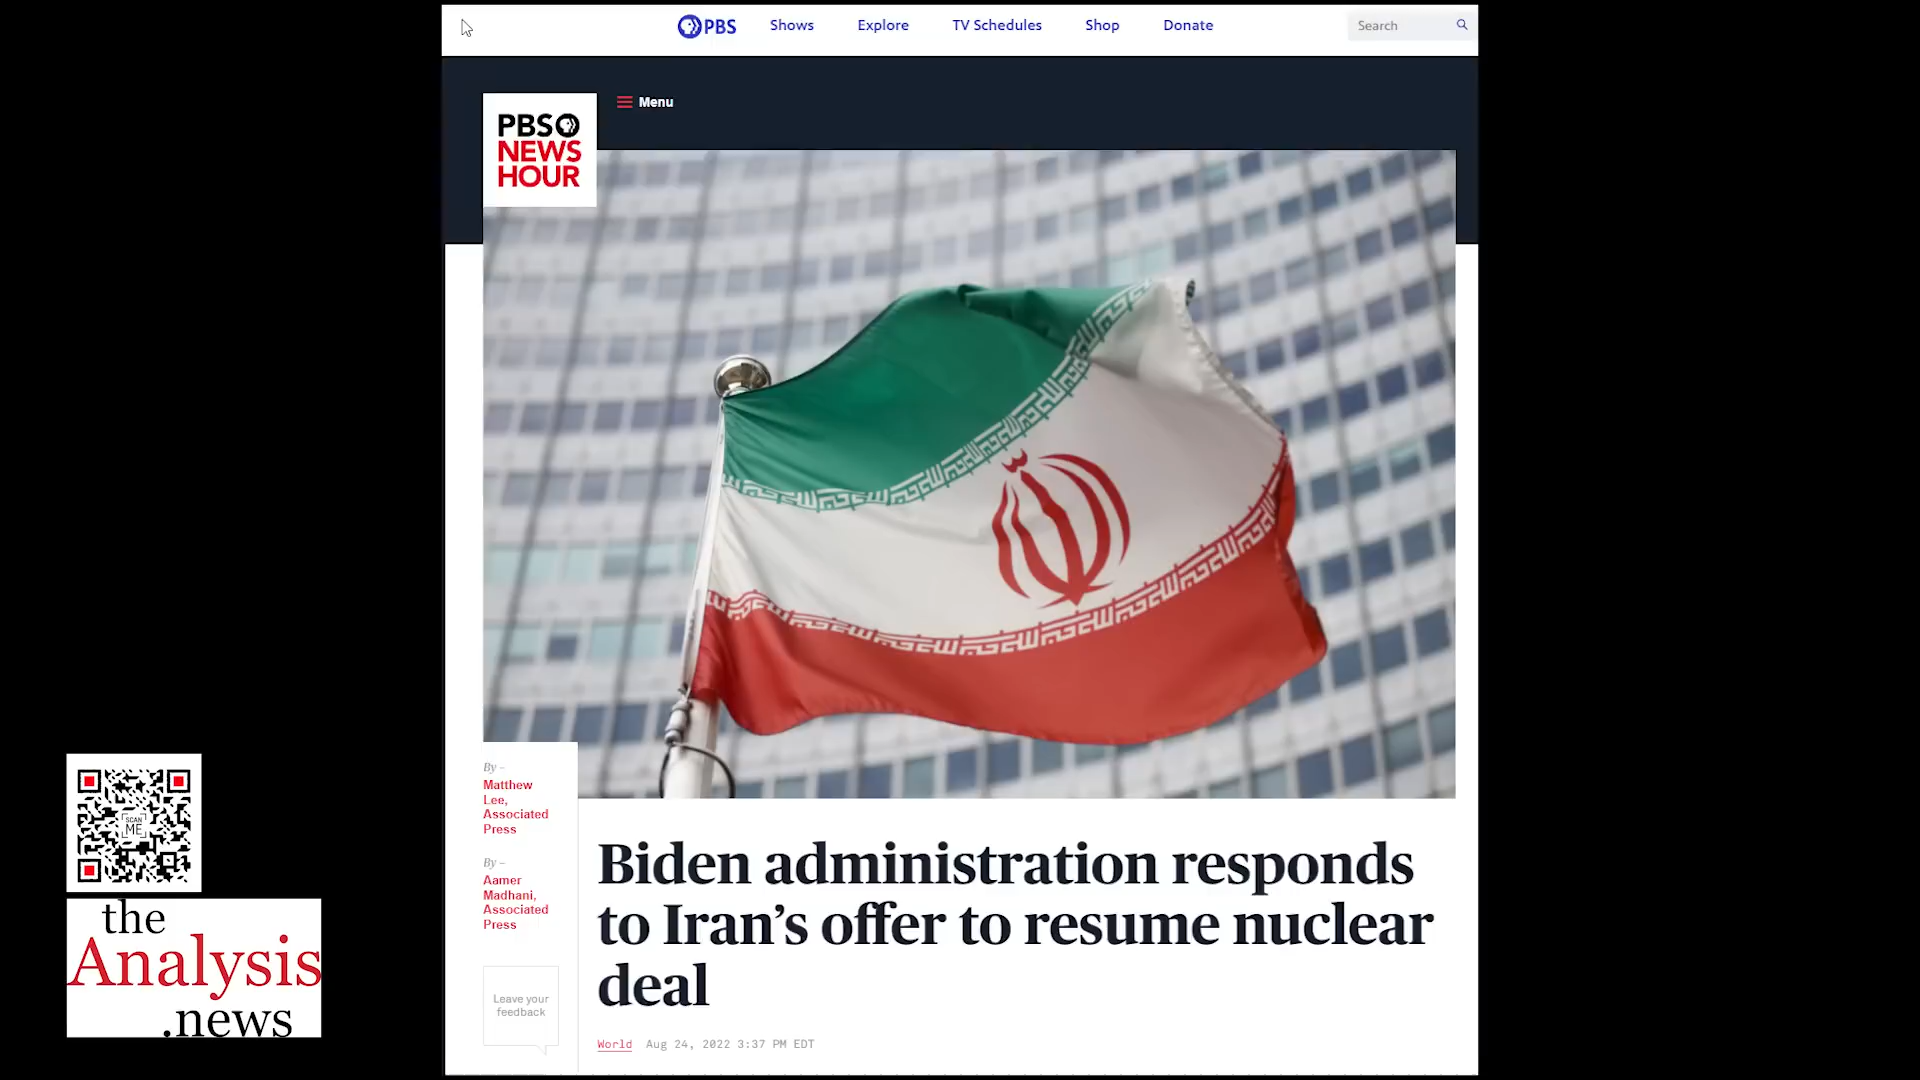 PBS
Shows
Explore
TV Schedules
Shop
Donate
Search
Menu
PBS
NEWS
HOUR
By –
Matthew
Lee,
Associated
Press
By –
Aamer
Madhani,
Associated
Press
Leave your
feedback
Biden administration responds
to Iran’s offer to resume nuclear
deal
World Aug 24, 2022 3:37 PM EDT
SCAN
ME
the
Analysis
.news